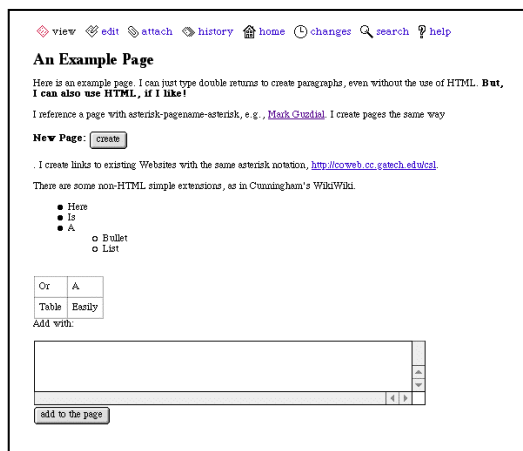 view edit attach history home changes search help
An Example Page
Here is an example page. I can just type double returns to create paragraphs, even without the use of HTML. But,
I can also use HTML, if I like!
I reference a page with asterisk-pagename-asterisk, e.g., Mark Guzdial. I create pages the same way
New Page: create
. I create links to existing Websites with the same asterisk notation, http://coweb.cc.gatech.edu/csl.
There are some non-HTML simple extensions, as in Cunningham's WikiWiki.
Here
Is
A
Bullet
List
Or A
Table Easily
Add with:
add to the page